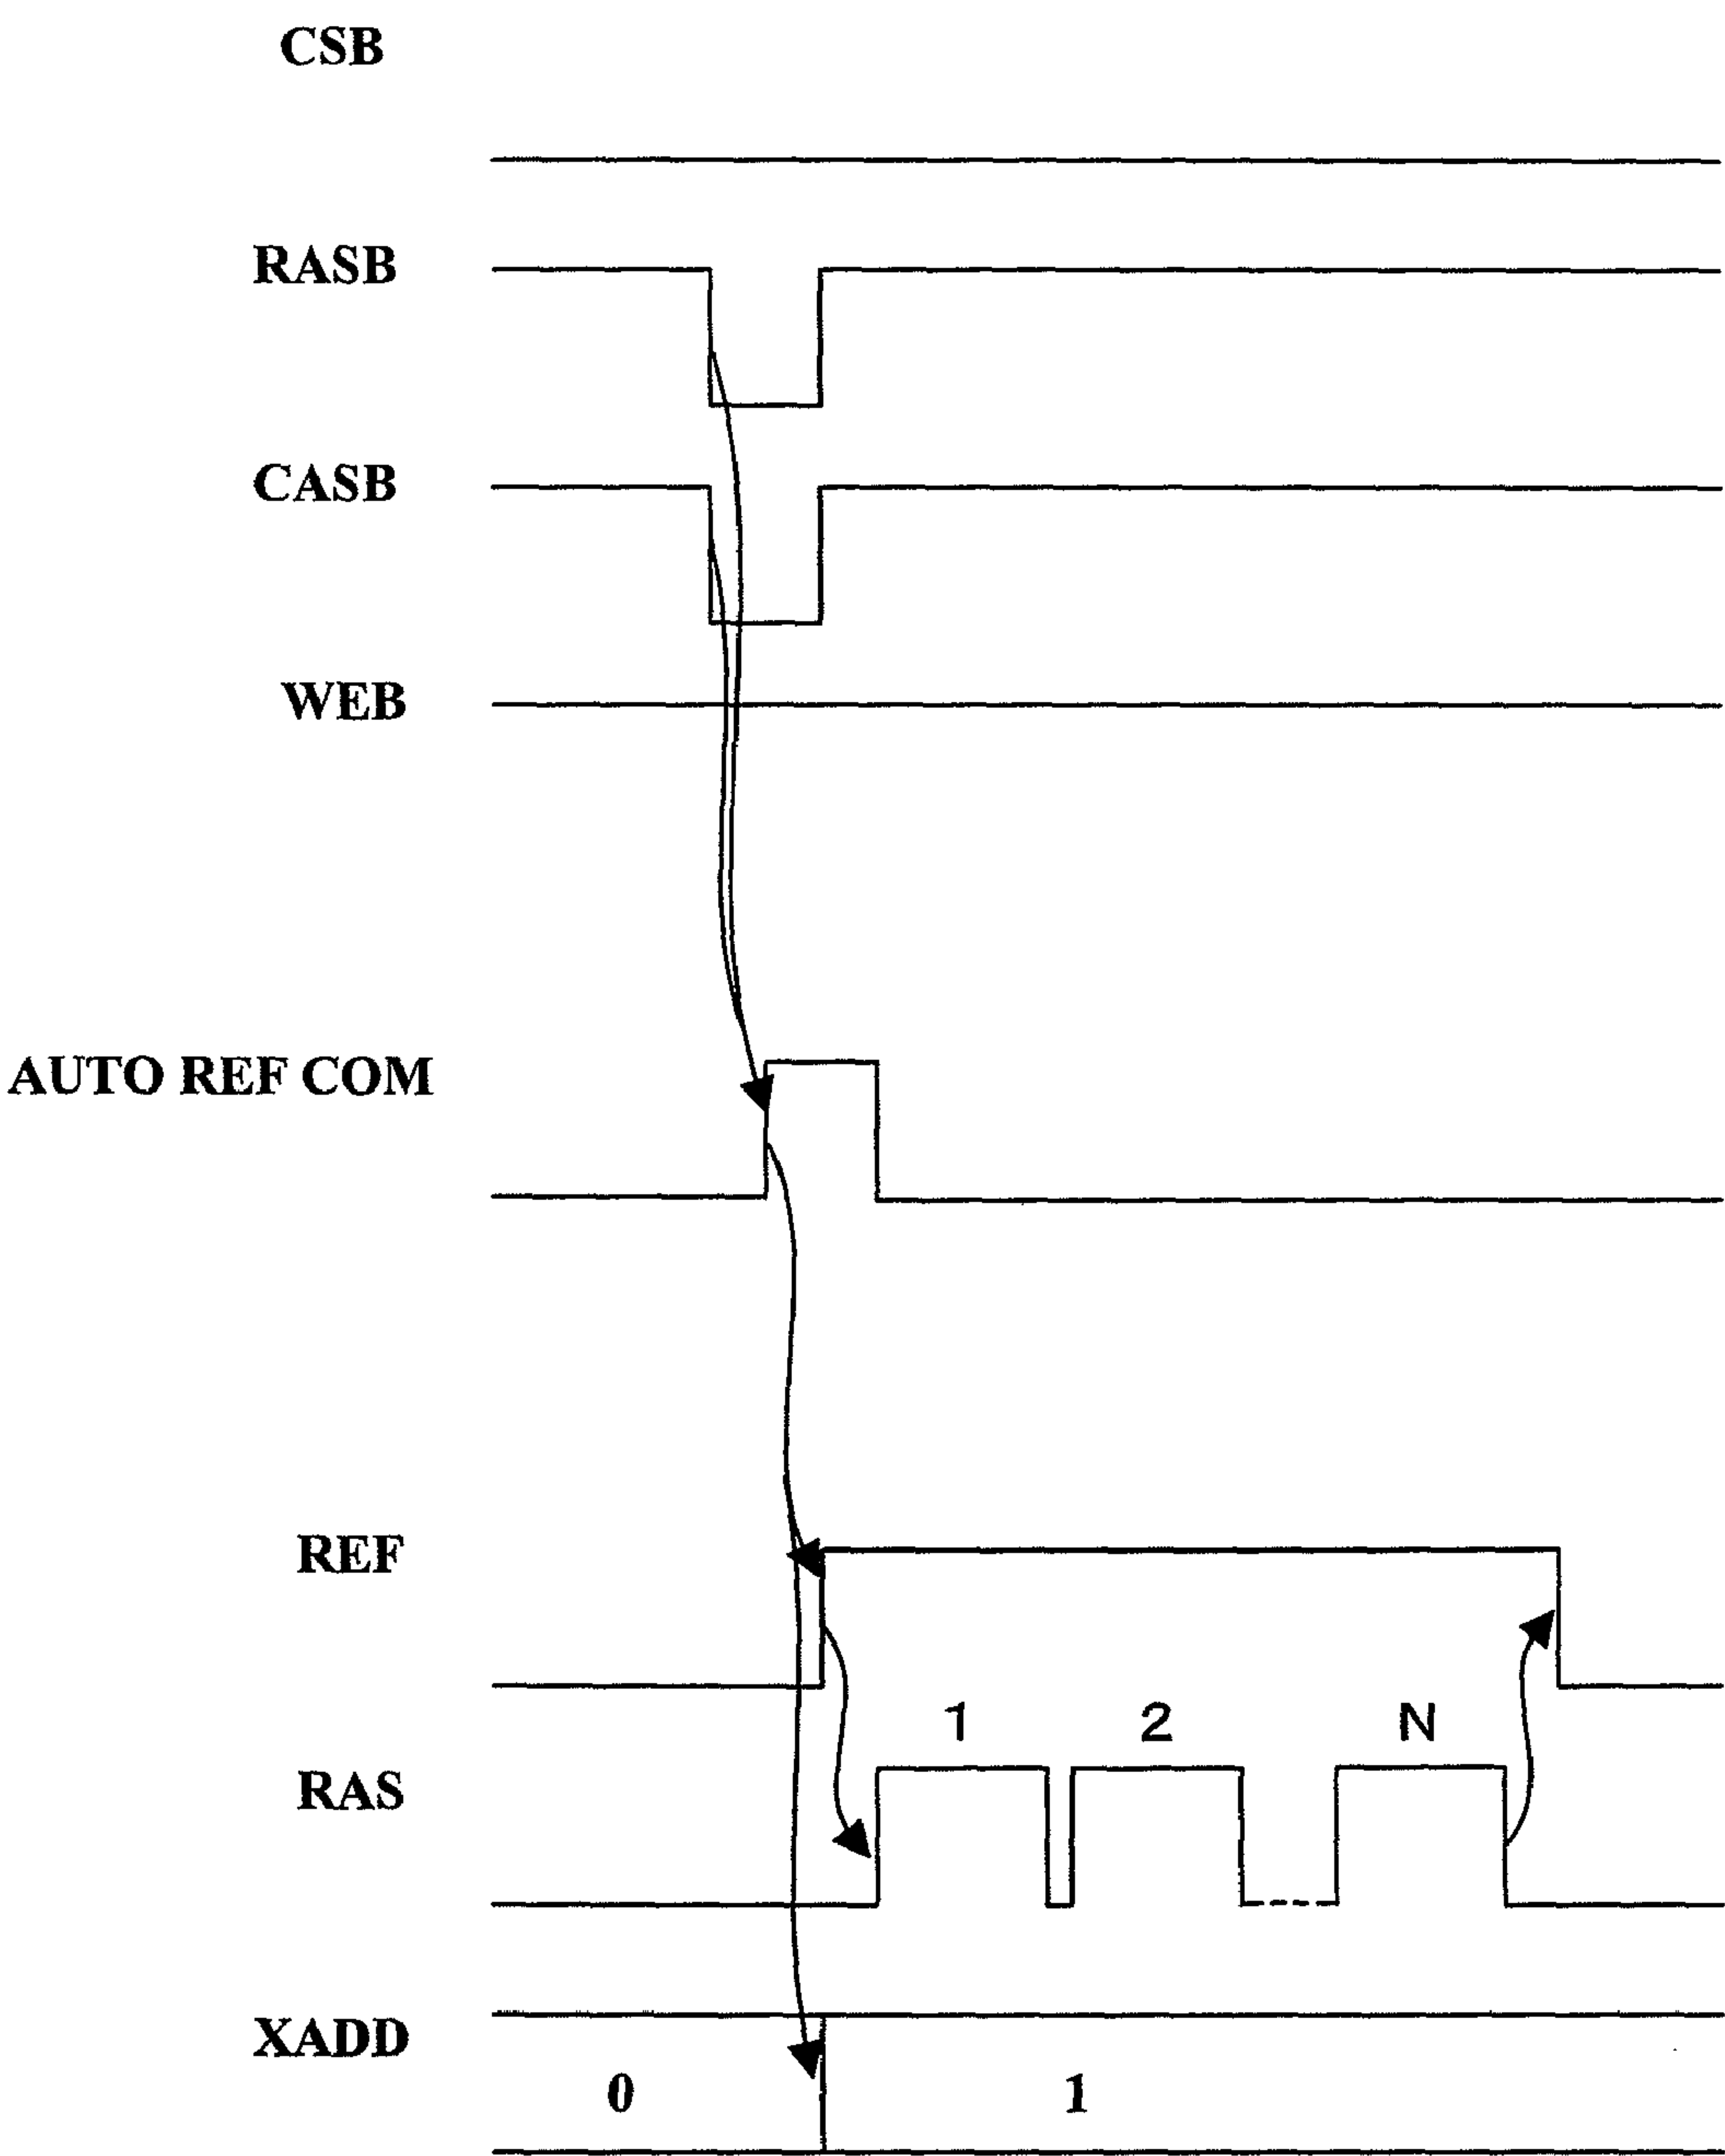 CSB
RASB
CASB
WEB
AUTO REF COM
REF
1 2 N
RAS
XADD
0 1